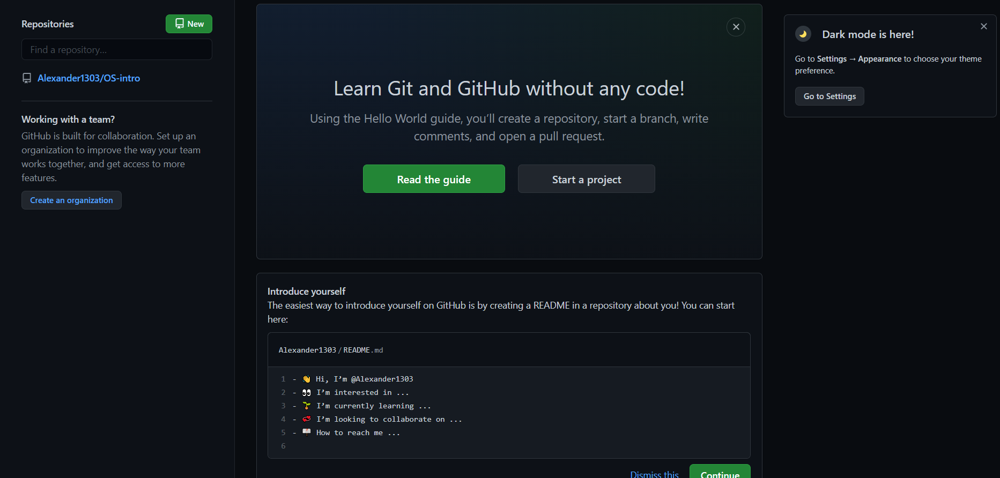 Repositories
New
Find a repository...
Alexander1303/OS-intro
Working with a team?
GitHub is built for collaboration. Set up an
organization to improve the way your team
works together, and get access to more
features.
Create an organization
Learn Git and GitHub without any code!
Using the Hello World guide, you’ll create a repository, start a branch, write
comments, and open a pull request.
Read the guide
Start a project
Introduce yourself
The easiest way to introduce yourself on GitHub is by creating a README in a repository about you! You can start
here:
Alexander1303/README.md
1 - 👋 Hi, I’m @Alexander1303
2 - 👀 I’m interested in ...
3 - 🌱 I’m currently learning ...
4 - 💞️ I’m looking to collaborate on ...
5 - 📫 How to reach me ...
6
Dismiss this
Continue
Dark mode is here!
Go to Settings → Appearance to choose your theme
preference.
Go to Settings